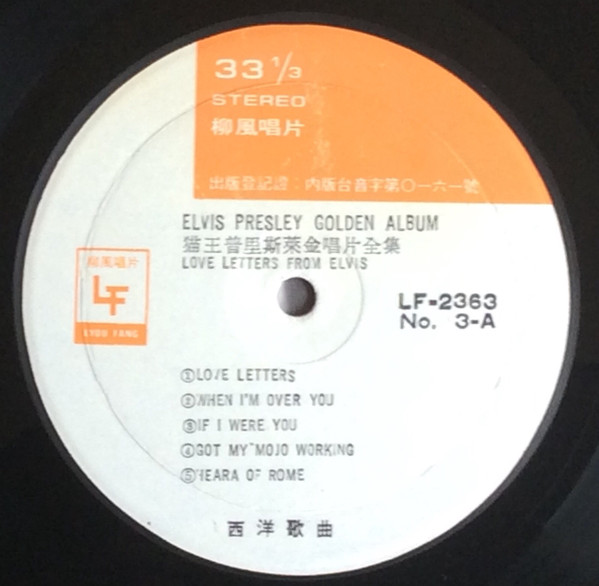 33 1/3
STEREO
柳風唱片
出版登記證：內版台音字第〇一六一號
ELVIS PRESLEY GOLDEN ALBUM
猫王普里斯萊金唱片全集
LOVE LETTERS FROM ELVIS
柳風唱片
LF
LIOU FANG
LF-2363
No. 3-A
①LOVE LETTERS
②WHEN I'M OVER YOU
③IF I WERE YOU
④GOT MY MOJO WORKING
⑤HEARA OF ROME
西洋歌曲